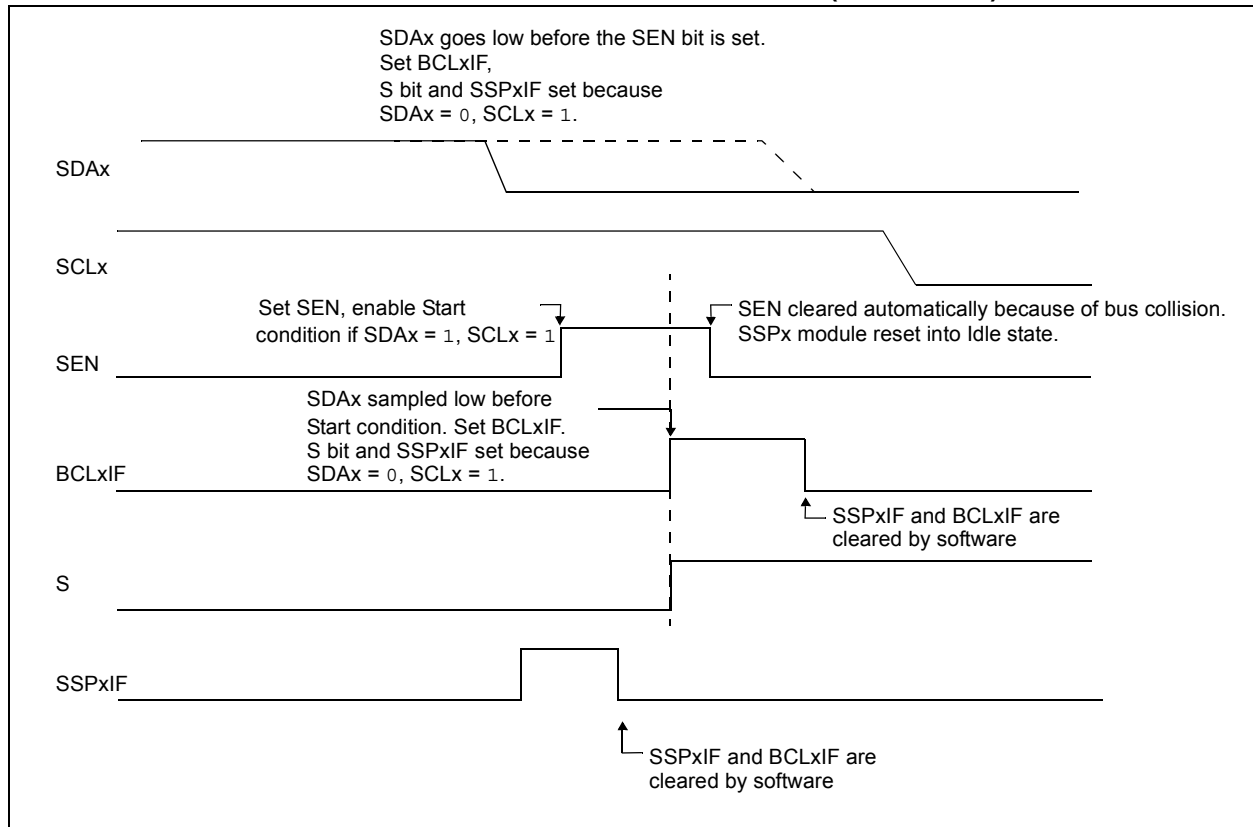 SDAx goes low before the SEN bit is set.
Set BCLxIF,
S bit and SSPxIF set because
SDAx = 0, SCLx = 1.
SDAx
SCLx
Set SEN, enable Start
condition if SDAx = 1, SCLx = 1
SEN cleared automatically because of bus collision.
SSPx module reset into Idle state.
SEN
SDAx sampled low before
Start condition. Set BCLxIF.
S bit and SSPxIF set because
SDAx = 0, SCLx = 1.
BCLxIF
SSPxIF and BCLxIF are
cleared by software
S
SSPxIF
SSPxIF and BCLxIF are
cleared by software